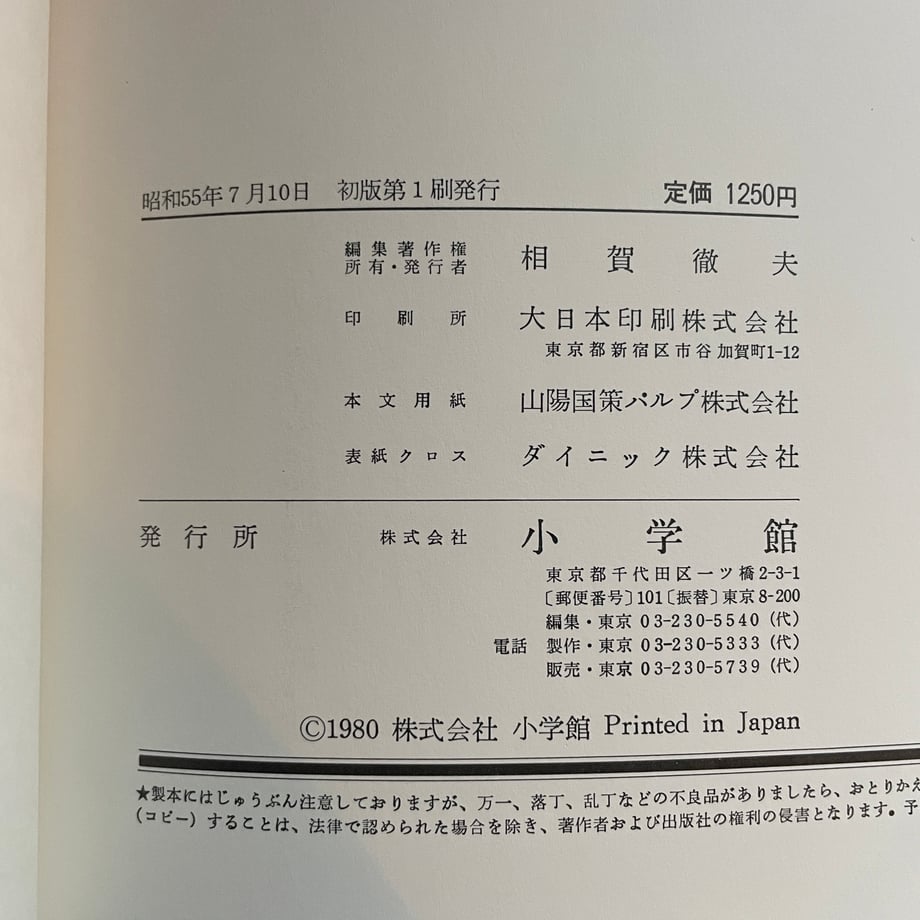 昭和55年7月10日　初版第1刷発行　定価 1250円
編集著作権
所有・発行者　相賀徹夫
印刷所　大日本印刷株式会社
東京都新宿区市谷加賀町1-12
本文用紙　山陽国策パルプ株式会社
表紙クロス　ダイニック株式会社
発行所　株式会社　小学館
東京都千代田区一ツ橋2-3-1
〔郵便番号〕101〔振替〕東京8-200
編集・東京 03-230-5540（代）
電話　製作・東京 03-230-5333（代）
販売・東京 03-230-5739（代）
©1980 株式会社 小学館 Printed in Japan
★製本にはじゅうぶん注意しておりますが、万一、落丁、乱丁などの不良品がありましたら、おとりかえ
（コピー）することは、法律で認められた場合を除き、著作者および出版社の権利の侵害となります。予